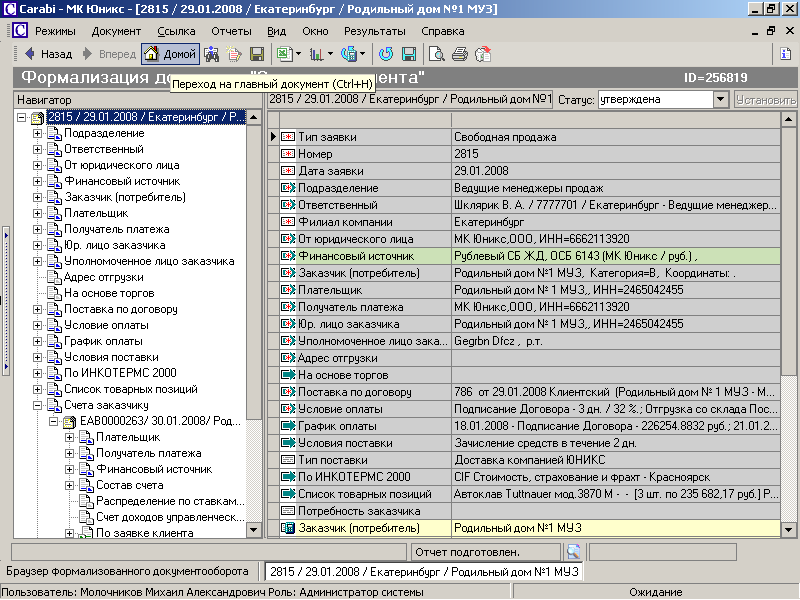 Carabi - МК Юникс - [2815 / 29.01.2008 / Екатеринбург / Родильный дом №1 МУЗ]
Режимы Документ Ссылка Отчеты Вид Окно Результаты Справка
Назад Вперед Домой
Формализация до
"
ента"
ID=256819
Переход на главный документ (Ctrl+H)
Навигатор
2815 / 29.01.2008 / Екатеринбург / Родильный дом №1
Статус: утверждена Установить
2815 / 29.01.2008 / Екатеринбург / Р...
Подразделение
Ответственный
От юридического лица
Финансовый источник
Заказчик (потребитель)
Плательщик
Получатель платежа
Юр. лицо заказчика
Уполномоченное лицо заказчика
Адрес отгрузки
На основе торгов
Поставка по договору
Условие оплаты
График оплаты
Условия поставки
По ИНКОТЕРМС 2000
Список товарных позиций
Счета заказчику
ЕАВ0000263/ 30.01.2008/ Род...
Плательщик
Получатель платежа
Финансовый источник
Состав счета
Распределение по ставкам...
Счет доходов управленческ...
По заявке клиента
Тип заявки Свободная продажа
Номер 2815
Дата заявки 29.01.2008
Подразделение Ведущие менеджеры продаж
Ответственный Шклярик В. А. / 7777701 / Екатеринбург - Ведущие менеджер...
Филиал компании Екатеринбург
От юридического лица МК Юникс,ООО, ИНН=6662113920
Финансовый источник Рублевый СБ ЖД, ОСБ 6143 (МК Юникс / руб.) ,
Заказчик (потребитель) Родильный дом №1 МУЗ, Категория=В, Координаты: .
Плательщик Родильный дом № 1 МУЗ,, ИНН=2465042455
Получатель платежа МК Юникс,ООО, ИНН=6662113920
Юр. лицо заказчика Родильный дом № 1 МУЗ,, ИНН=2465042455
Уполномоченное лицо зака... Gegrbn Dfcz , р.т.
Адрес отгрузки
На основе торгов
Поставка по договору 786 от 29.01.2008 Клиентский (Родильный дом № 1 МУЗ - М...
Условие оплаты Подписание Договора - 3 дн. / 32 %.; Отгрузка со склада Пос...
График оплаты 18.01.2008 - Подписание Договора - 226254.8832 руб.; 21.01.2...
Условия поставки Зачисление средств в течение 2 дн.
Тип поставки Доставка компанией ЮНИКС
По ИНКОТЕРМС 2000 CIF Стоимость, страхование и фрахт - Красноярск
Список товарных позиций Автоклав Tuttnauer мод.3870 М - - [3 шт. по 235 682,17 руб.] Р...
Потребность заказчика
Заказчик (потребитель) Родильный дом №1 МУЗ
Отчет подготовлен.
Браузер формализованного документооборота 2815 / 29.01.2008 / Екатеринбург / Родильный дом №1 МУЗ
Пользователь: Молочников Михаил Александрович Роль: Администратор системы Ожидание